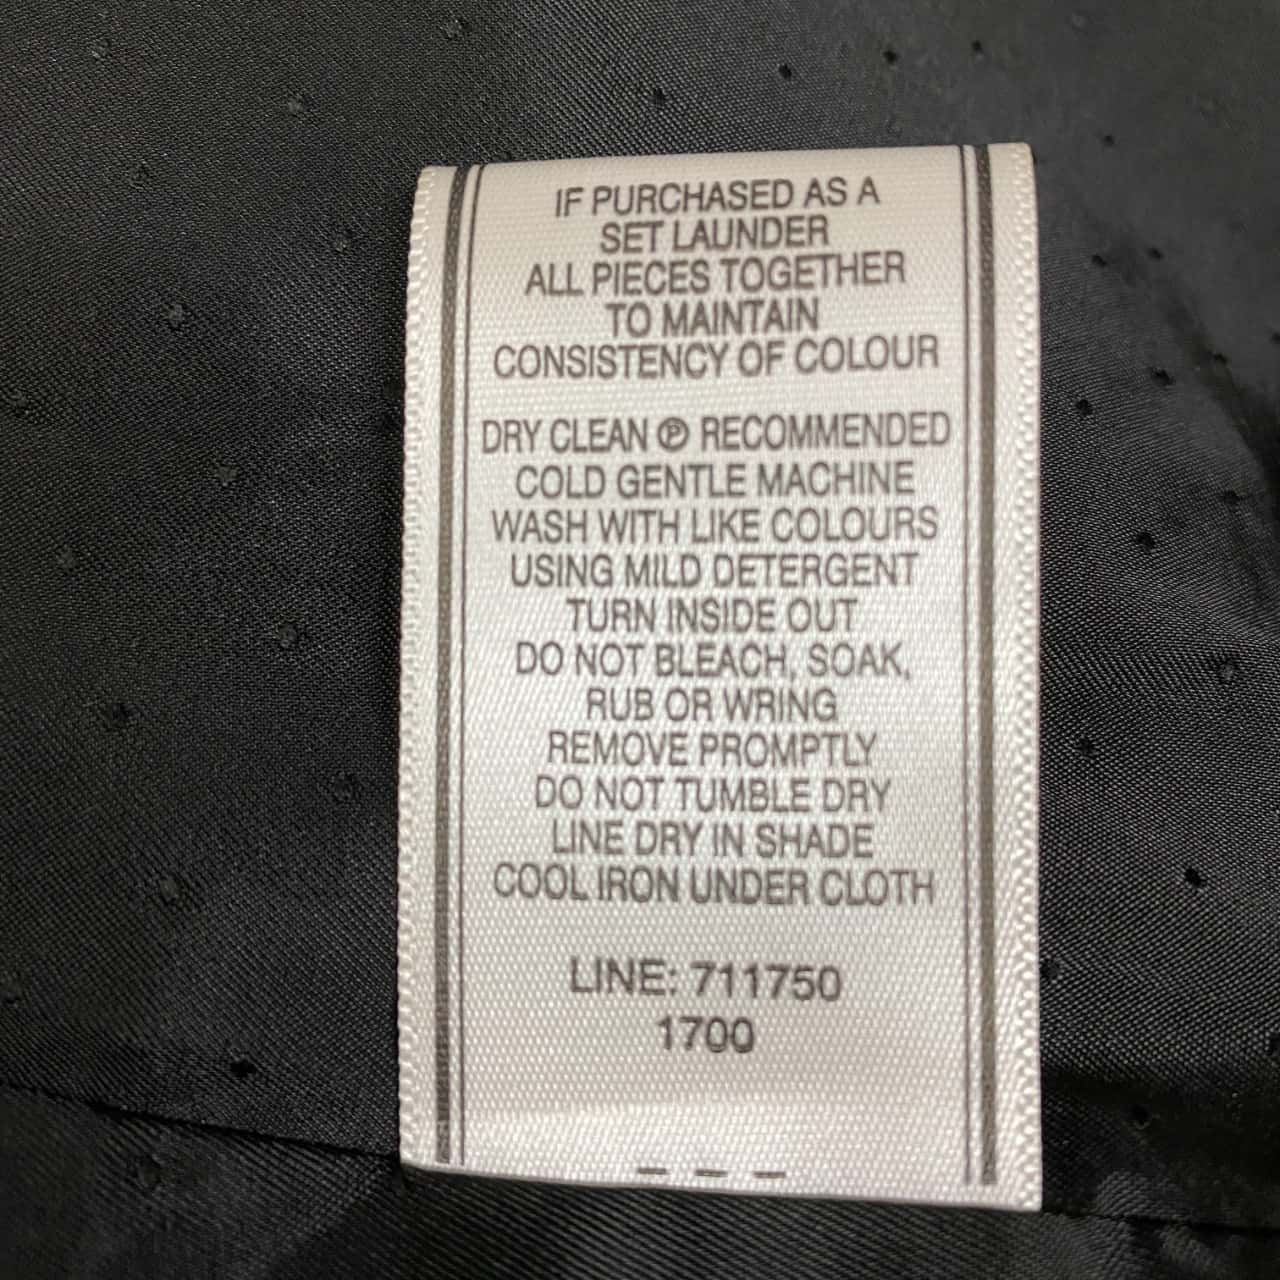 IF PURCHASED AS A
SET LAUNDER
ALL PIECES TOGETHER
TO MAINTAIN
CONSISTENCY OF COLOUR
DRY CLEAN Ⓟ RECOMMENDED
COLD GENTLE MACHINE
WASH WITH LIKE COLOURS
USING MILD DETERGENT
TURN INSIDE OUT
DO NOT BLEACH, SOAK,
RUB OR WRING
REMOVE PROMPTLY
DO NOT TUMBLE DRY
LINE DRY IN SHADE
COOL IRON UNDER CLOTH
LINE: 711750
1700